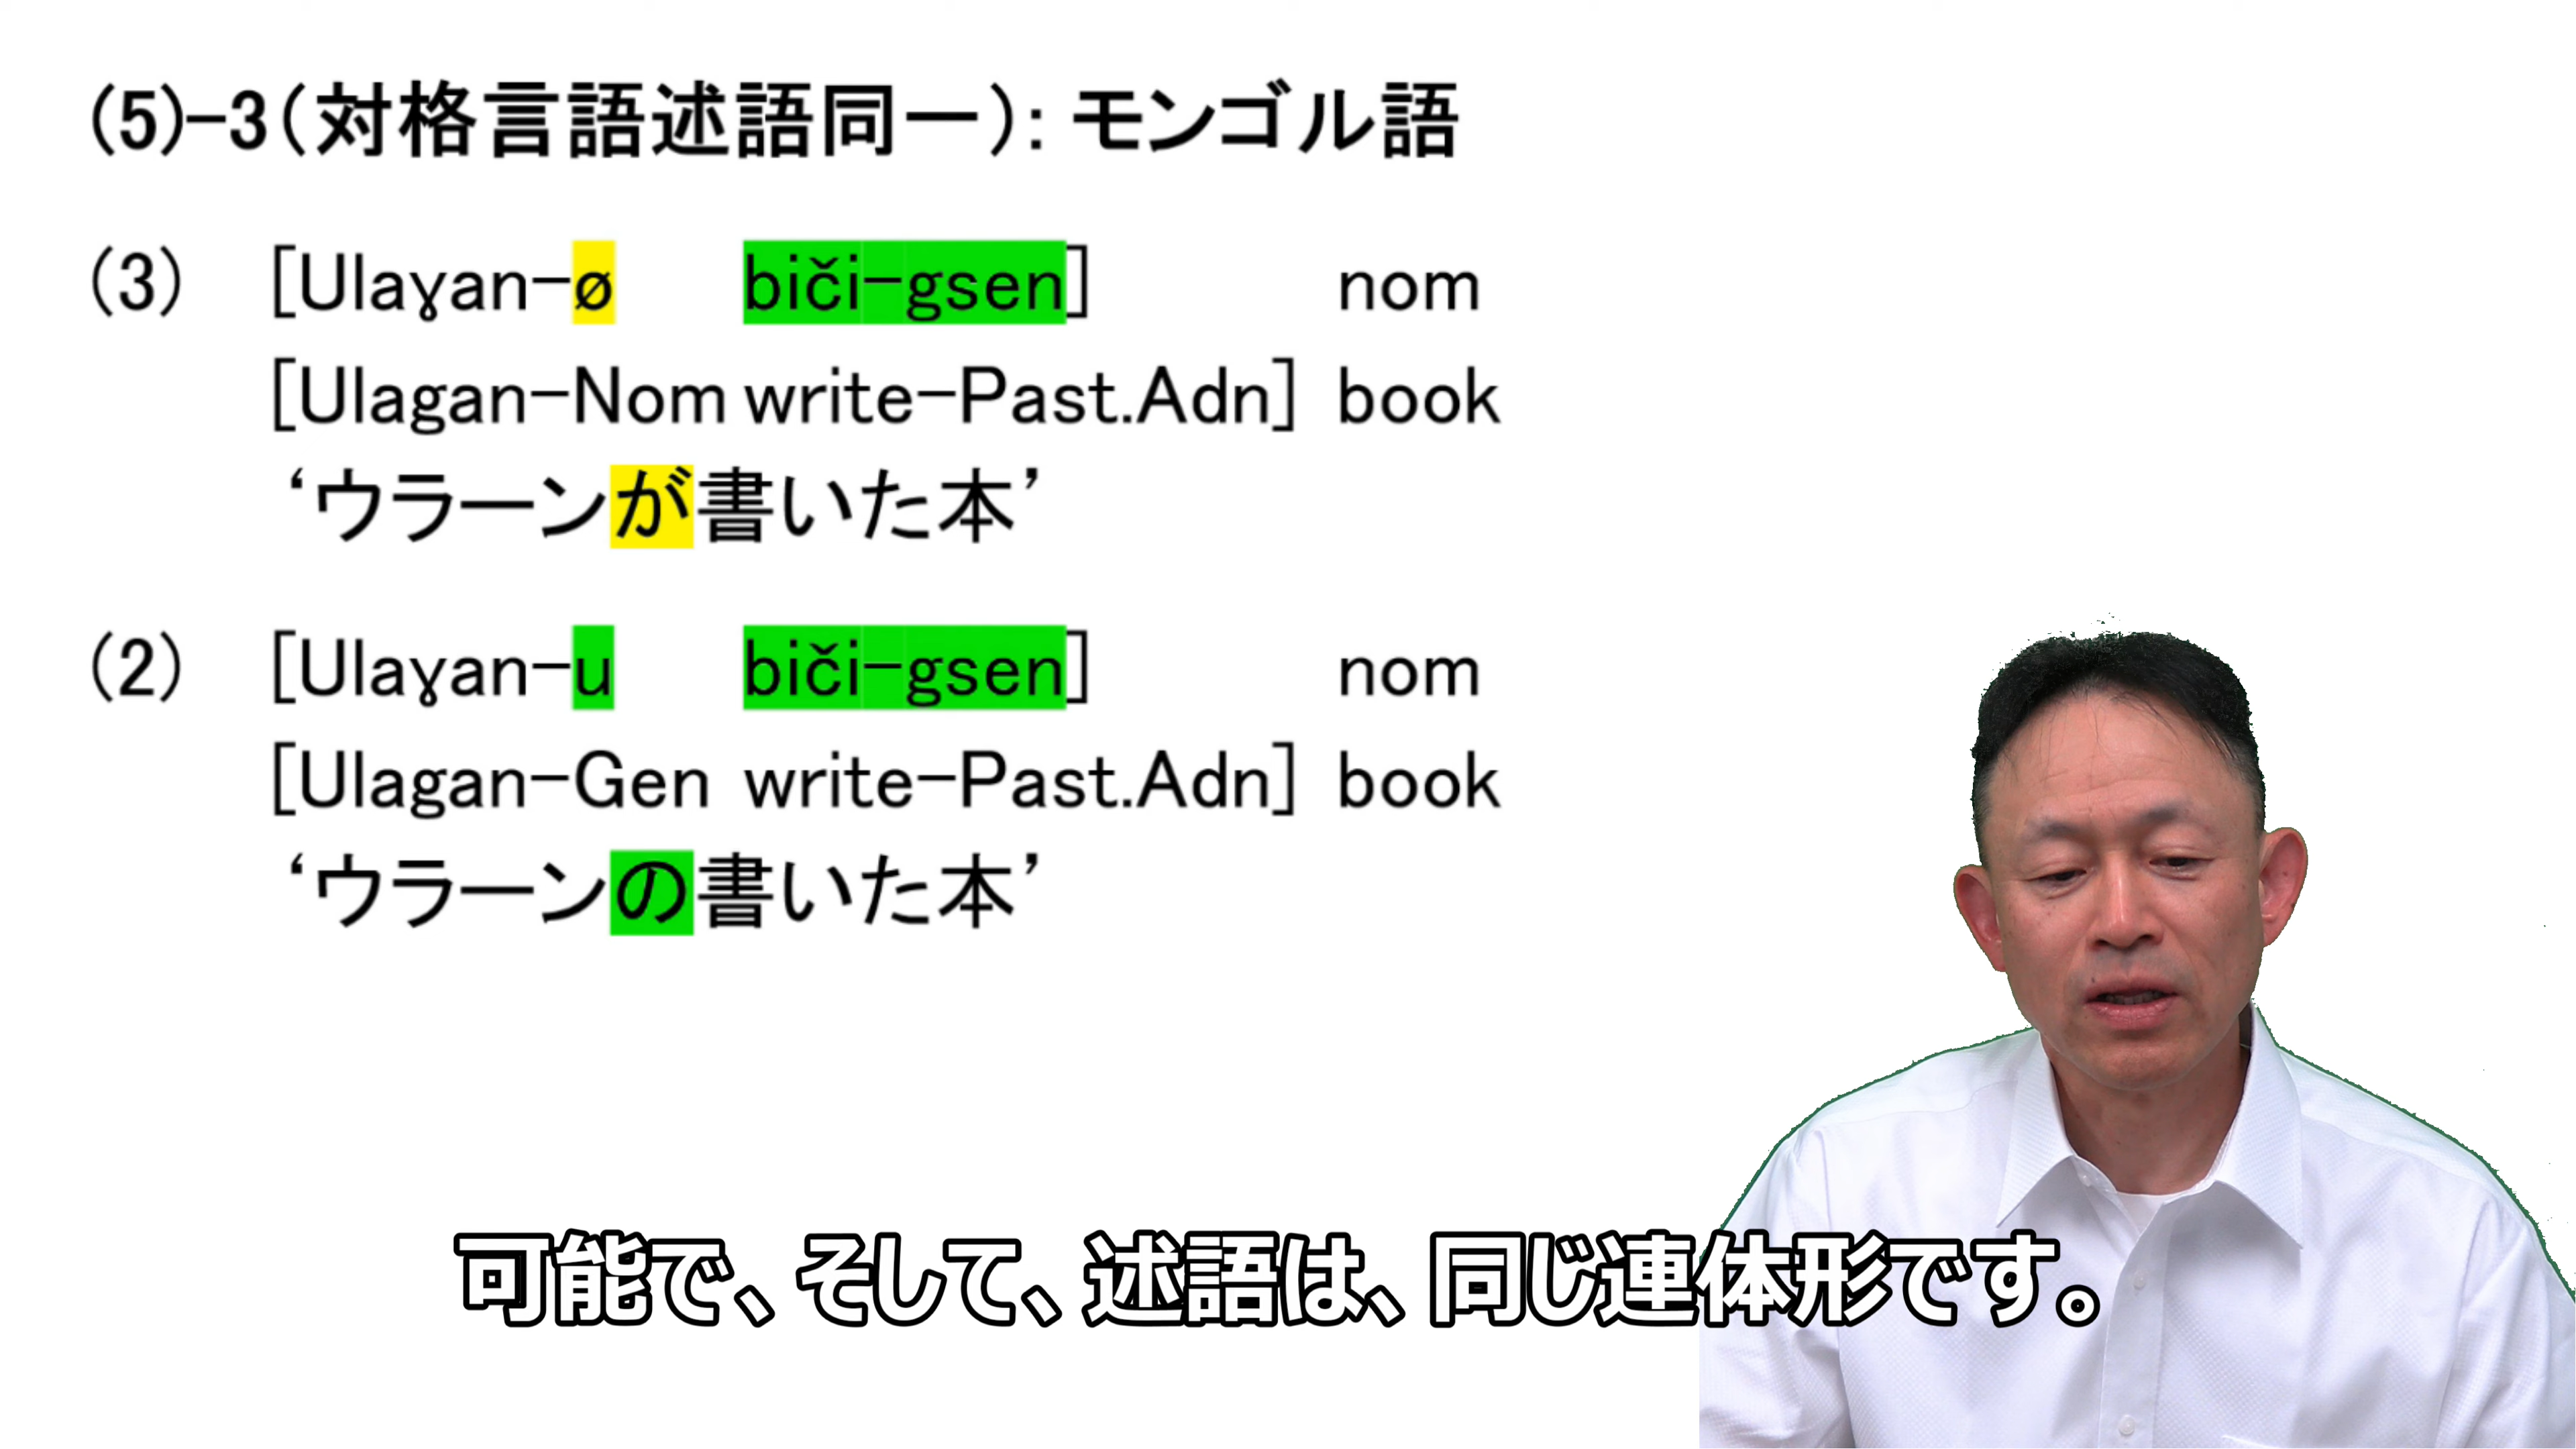 (5)-3(対格言語述語同一): モンゴル語
(3) [Ulaɣan-ø biči-gsen] nom
[Ulagan-Nom write-Past.Adn] book
‘ウラーンが書いた本’
(2) [Ulaɣan-u biči-gsen] nom
[Ulagan-Gen write-Past.Adn] book
‘ウラーンの書いた本’
可能で、そして、述語は、同じ連体形です。